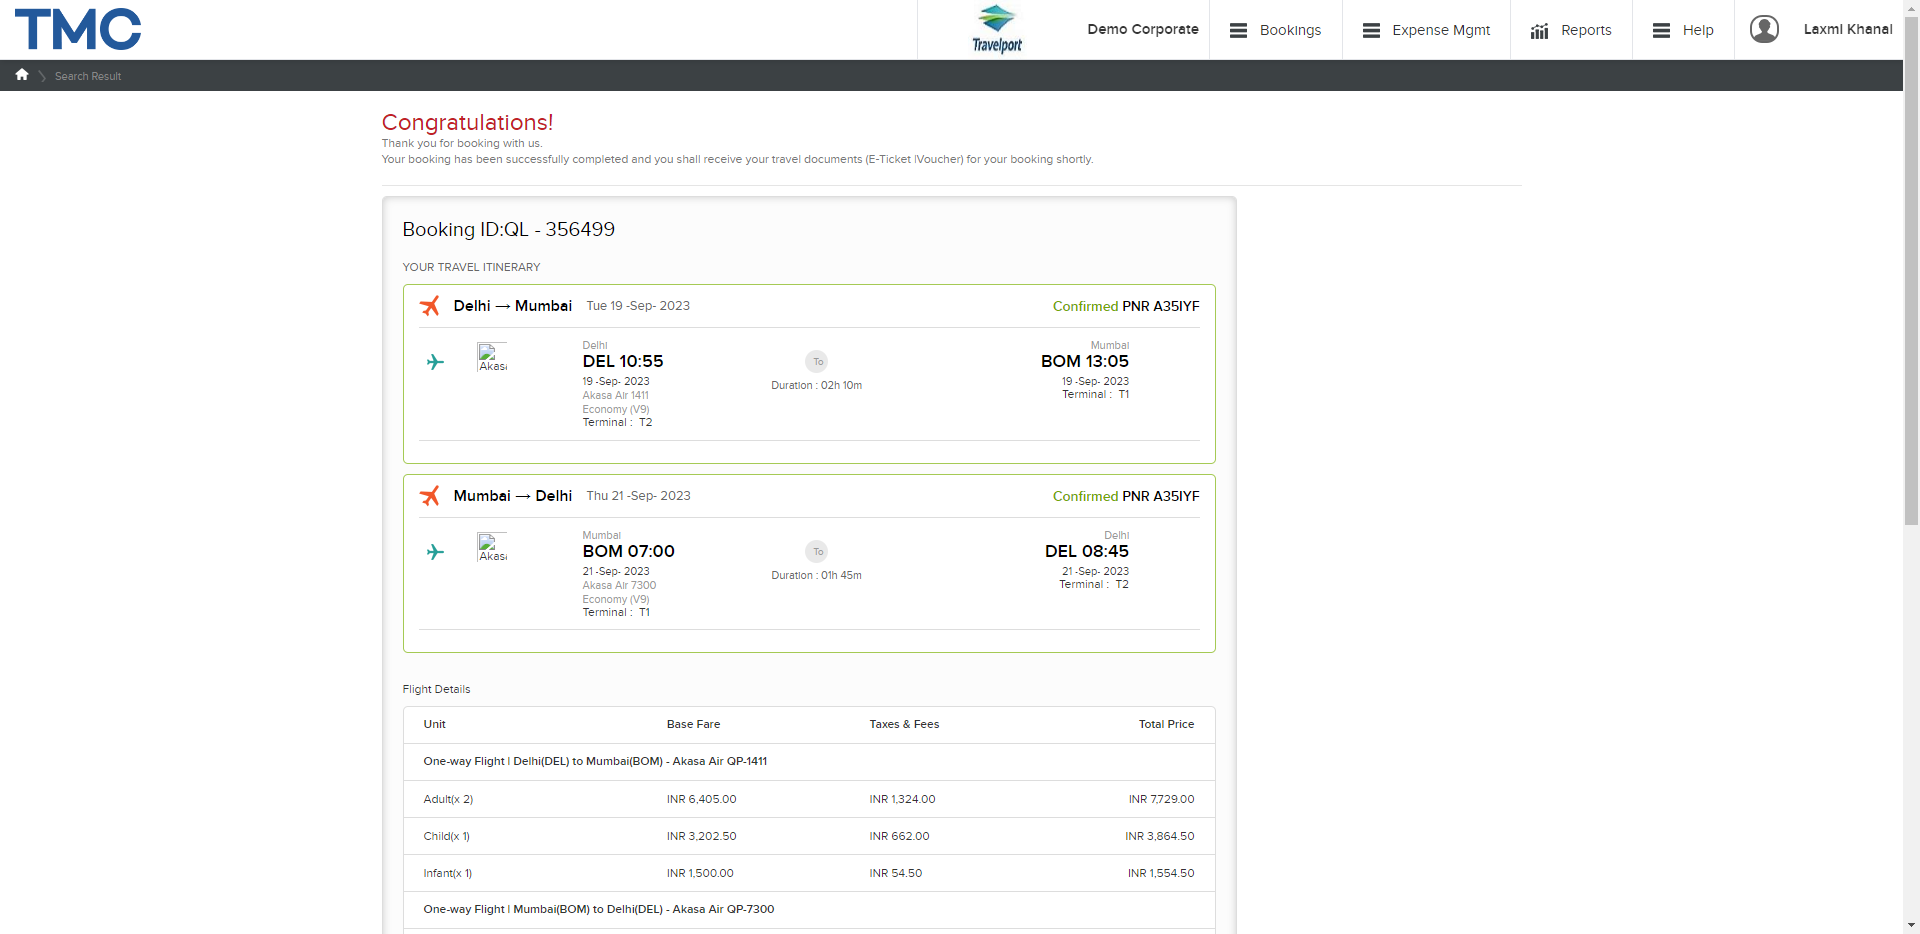 TMC
Travelport
Demo Corporate
Bookings
Expense Mgmt
Reports
Help
Laxmi Khanal
Search Result
Congratulations!
Thank you for booking with us.
Your booking has been successfully completed and you shall receive your travel documents (E-Ticket |Voucher) for your booking shortly.
Booking ID:QL - 356499
YOUR TRAVEL ITINERARY
Delhi → Mumbai Tue 19 -Sep- 2023 Confirmed PNR A35IYF
Akasa
Delhi
DEL 10:55
19 -Sep- 2023
Akasa Air 1411
Economy (V9)
Terminal : T2
To
Duration : 02h 10m
Mumbai
BOM 13:05
19 -Sep- 2023
Terminal : T1
Mumbai → Delhi Thu 21 -Sep- 2023 Confirmed PNR A35IYF
Akasa
Mumbai
BOM 07:00
21 -Sep- 2023
Akasa Air 7300
Economy (V9)
Terminal : T1
To
Duration : 01h 45m
Delhi
DEL 08:45
21 -Sep- 2023
Terminal : T2
Flight Details
Unit Base Fare Taxes & Fees Total Price
One-way Flight | Delhi(DEL) to Mumbai(BOM) - Akasa Air QP-1411
Adult(x 2) INR 6,405.00 INR 1,324.00 INR 7,729.00
Child(x 1) INR 3,202.50 INR 662.00 INR 3,864.50
Infant(x 1) INR 1,500.00 INR 54.50 INR 1,554.50
One-way Flight | Mumbai(BOM) to Delhi(DEL) - Akasa Air QP-7300